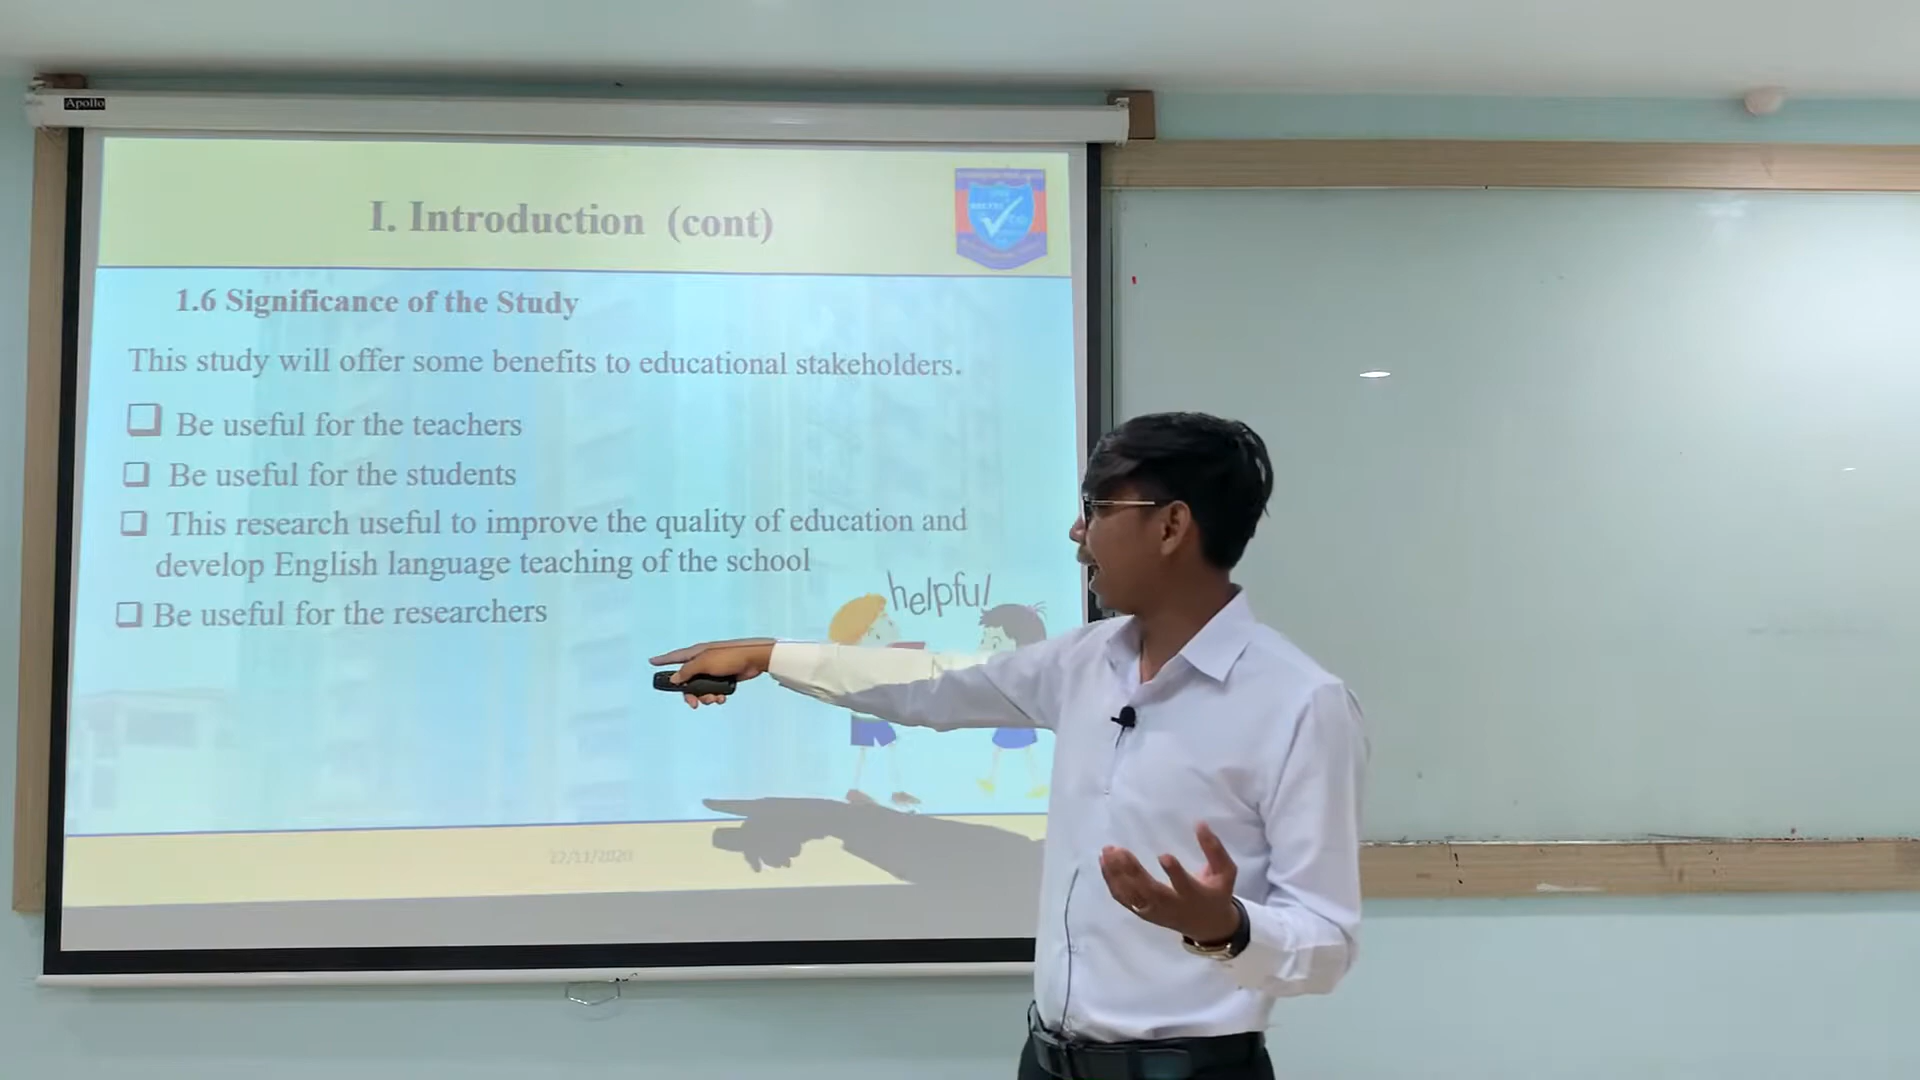 Apollo
I. Introduction (cont)
1.6 Significance of the Study
This study will offer some benefits to educational stakeholders.
❑ Be useful for the teachers
❑ Be useful for the students
❑ This research useful to improve the quality of education and
develop English language teaching of the school
❑ Be useful for the researchers
helpful